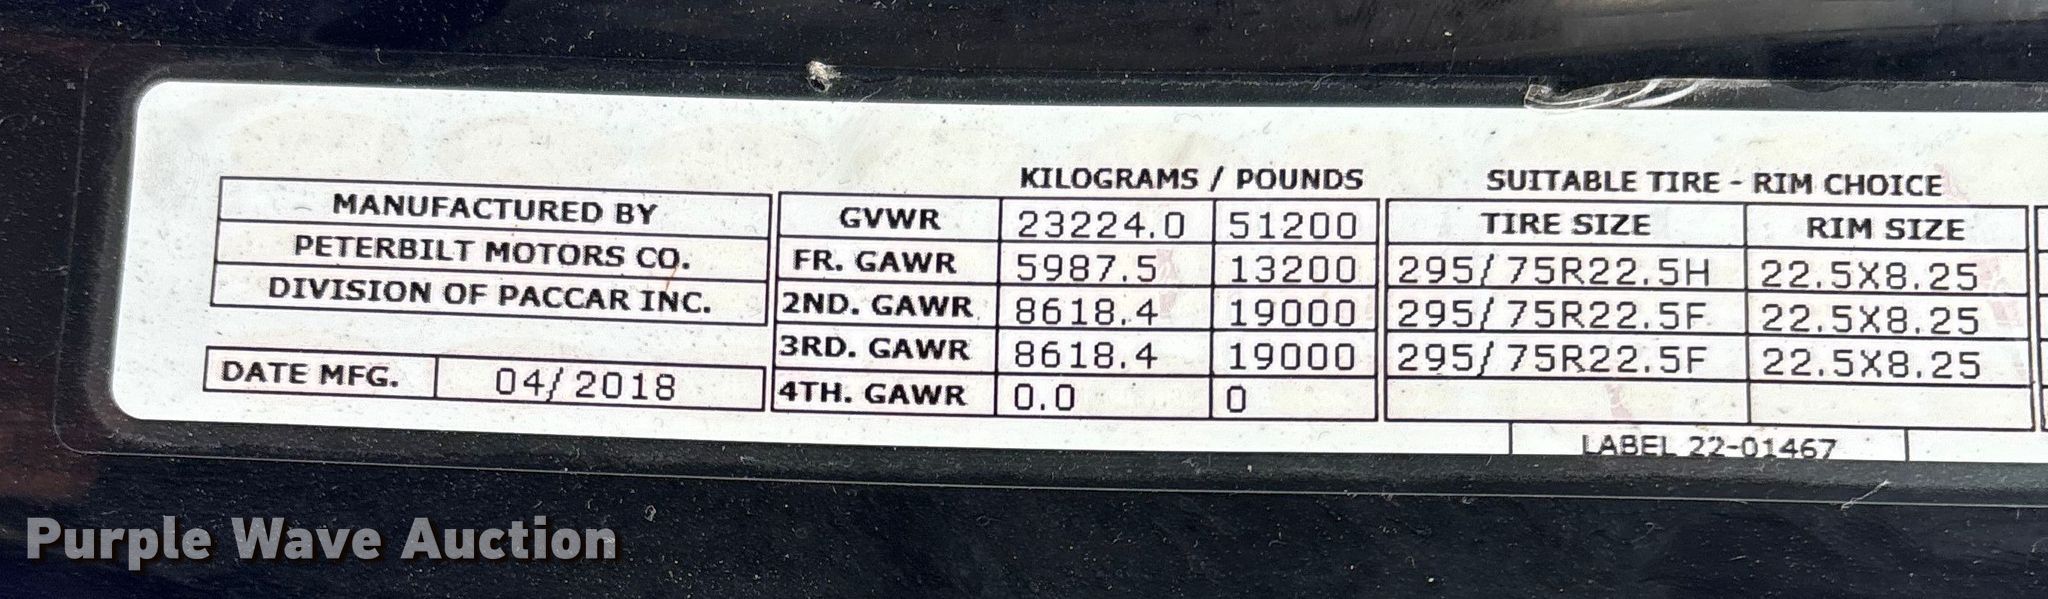 KILOGRAMS / POUNDS SUITABLE TIRE - RIM CHOICE
MANUFACTURED BY GVWR 23224.0 51200 TIRE SIZE RIM SIZE
PETERBILT MOTORS CO. FR. GAWR 5987.5 13200 295/75R22.5H 22.5X8.25
DIVISION OF PACCAR INC. 2ND. GAWR 8618.4 19000 295/75R22.5F 22.5X8.25
3RD. GAWR 8618.4 19000 295/75R22.5F 22.5X8.25
DATE MFG. 04/2018 4TH. GAWR 0.0 0
LABEL 22-01467
Purple Wave Auction